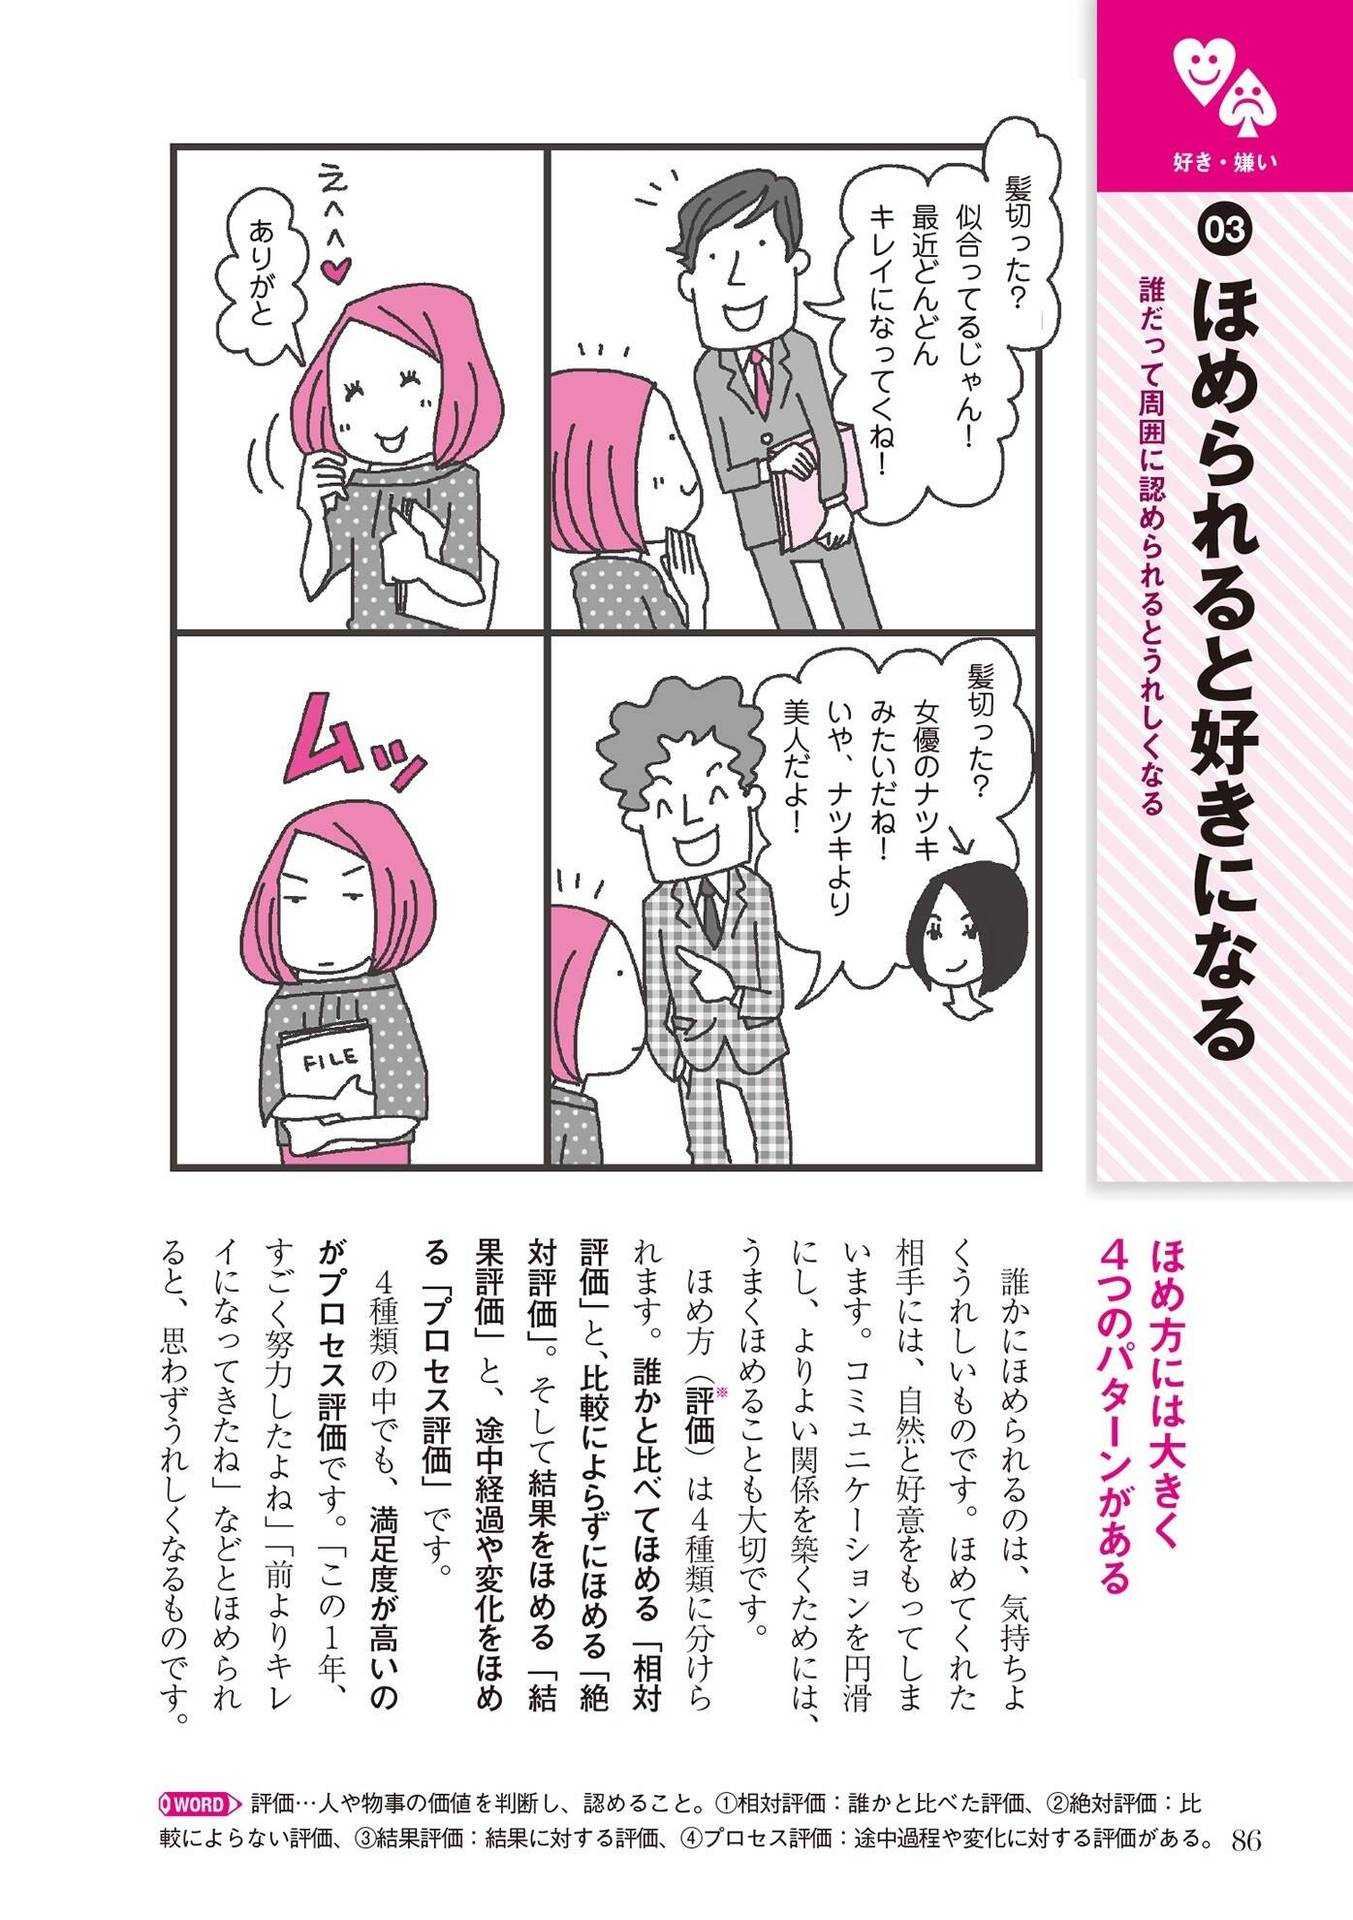 好き・嫌い
03
ほめられると好きになる
誰だって周囲に認められるとうれしくなる
髪切った？
似合ってるじゃん！
最近どんどん
キレイになってくね！
えへへ♥
ありがと
髪切った？
女優のナツキ
みたいだね！
いや、ナツキより
美人だよ！
ムッ
FILE
ほめ方には大きく
4つのパターンがある
誰かにほめられるのは、気持ちよ
くうれしいものです。ほめてくれた
相手には、自然と好意をもってしま
います。コミュニケーションを円滑
にし、よりよい関係を築くためには、
うまくほめることも大切です。
ほめ方（評価※）は4種類に分けら
れます。誰かと比べてほめる「相対
評価」と、比較によらずにほめる「絶
対評価」。そして結果をほめる「結
果評価」と、途中経過や変化をほめ
る「プロセス評価」です。
4種類の中でも、満足度が高いの
がプロセス評価です。「この1年、
すごく努力したよね」「前よりキレ
イになってきたね」などとほめられ
ると、思わずうれしくなるものです。
WORD 評価…人や物事の価値を判断し、認めること。①相対評価：誰かと比べた評価、②絶対評価：比
較によらない評価、③結果評価：結果に対する評価、④プロセス評価：途中過程や変化に対する評価がある。
86